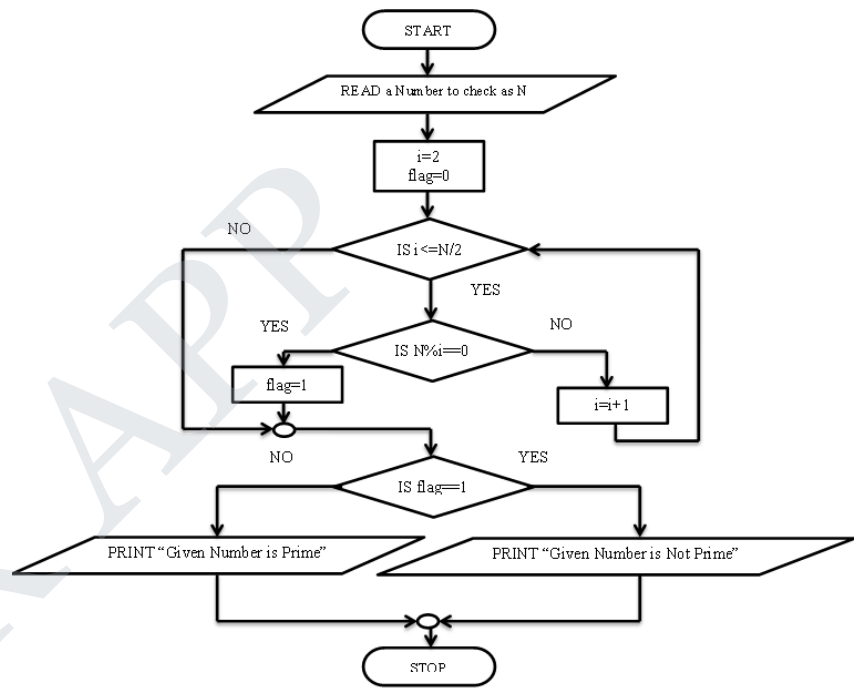 START
READ a Number to check as N
i=2
flag=0
NO
IS i<=N/2
YES
YES
NO
IS N%i==0
flag=1
i=i+1
NO
YES
IS flag==1
PRINT “Given Number is Prime”
PRINT “Given Number is Not Prime”
STOP
APP